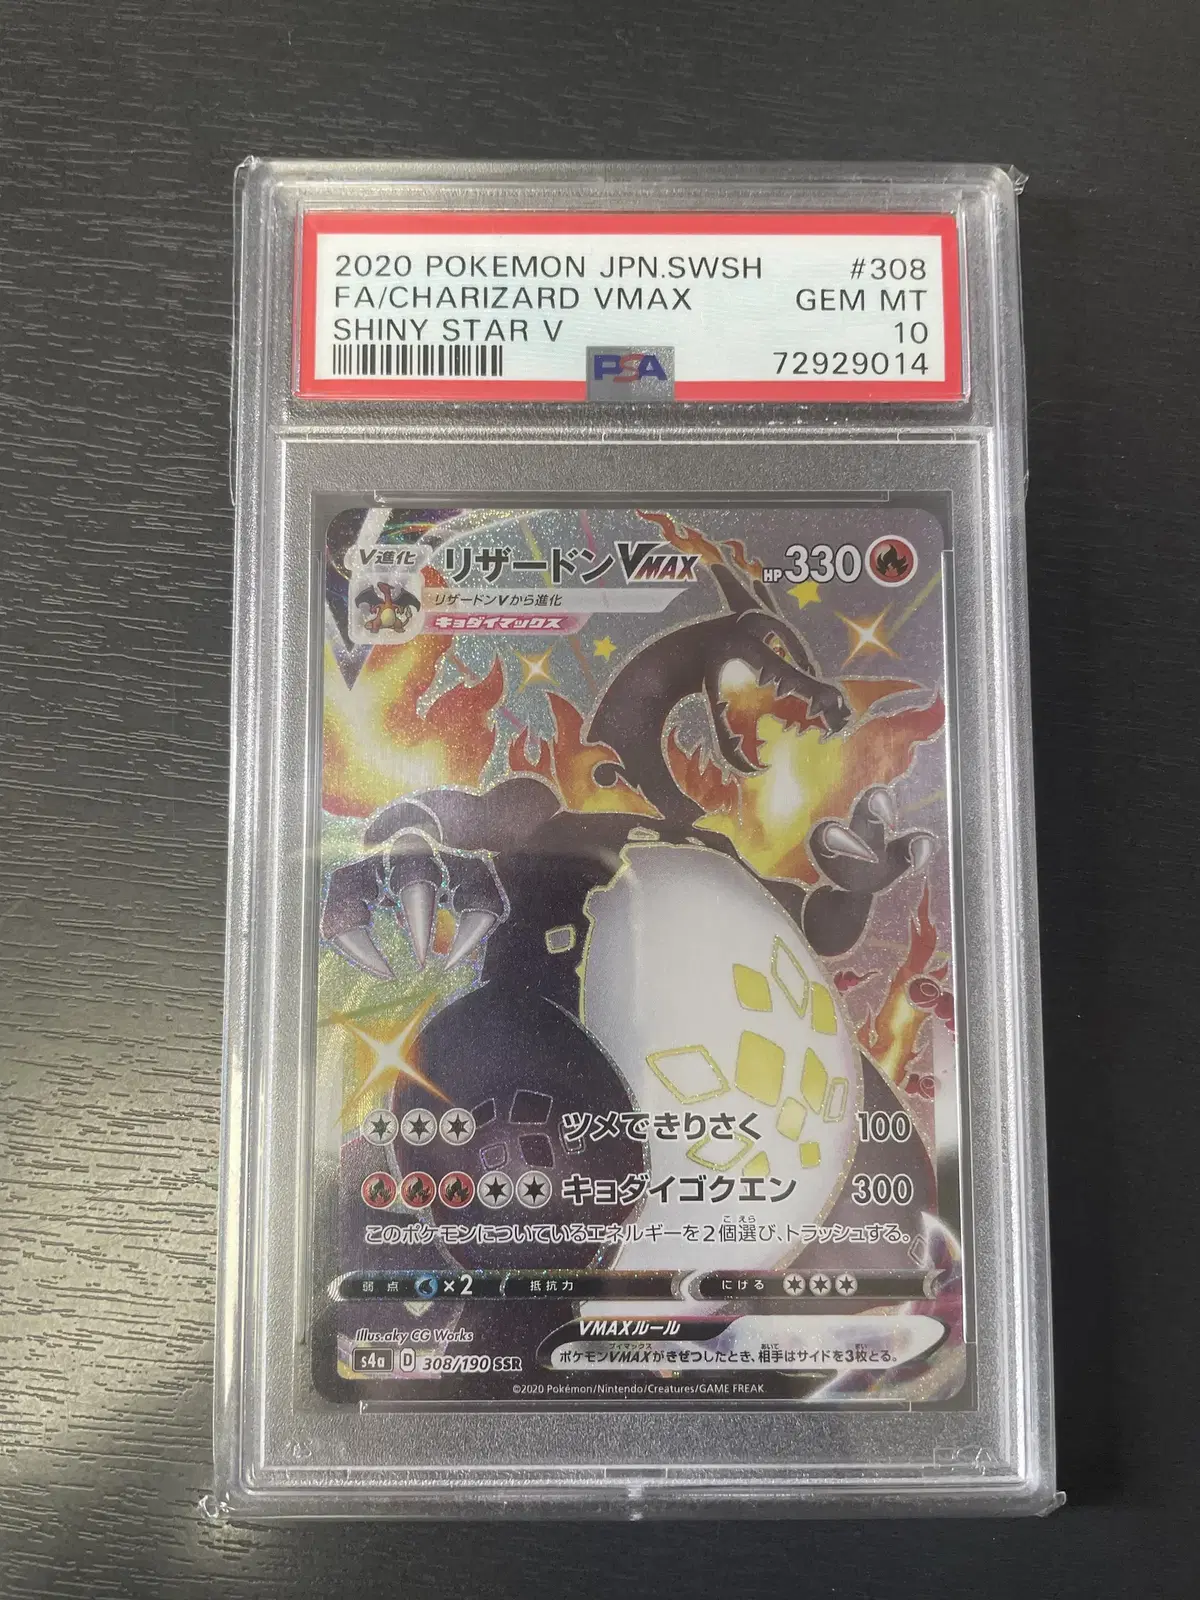 2020 POKEMON JPN.SWSH #308
FA/CHARIZARD VMAX GEM MT
SHINY STAR V 10
PSA 72929014
V進化 リザードンVMAX HP330
リザードンVから進化
キョダイマックス
ツメできりさく 100
キョダイゴクエン 300
このポケモンについているエネルギーを2個選び、トラッシュする。
弱点 ×2 抵抗力 にげる
Illus.aky CG Works
VMAXルール
s4a D 308/190 SSR
ポケモンVMAXがきぜつしたとき、相手はサイドを3枚とる。
©2020 Pokémon/Nintendo/Creatures/GAME FREAK
PSA